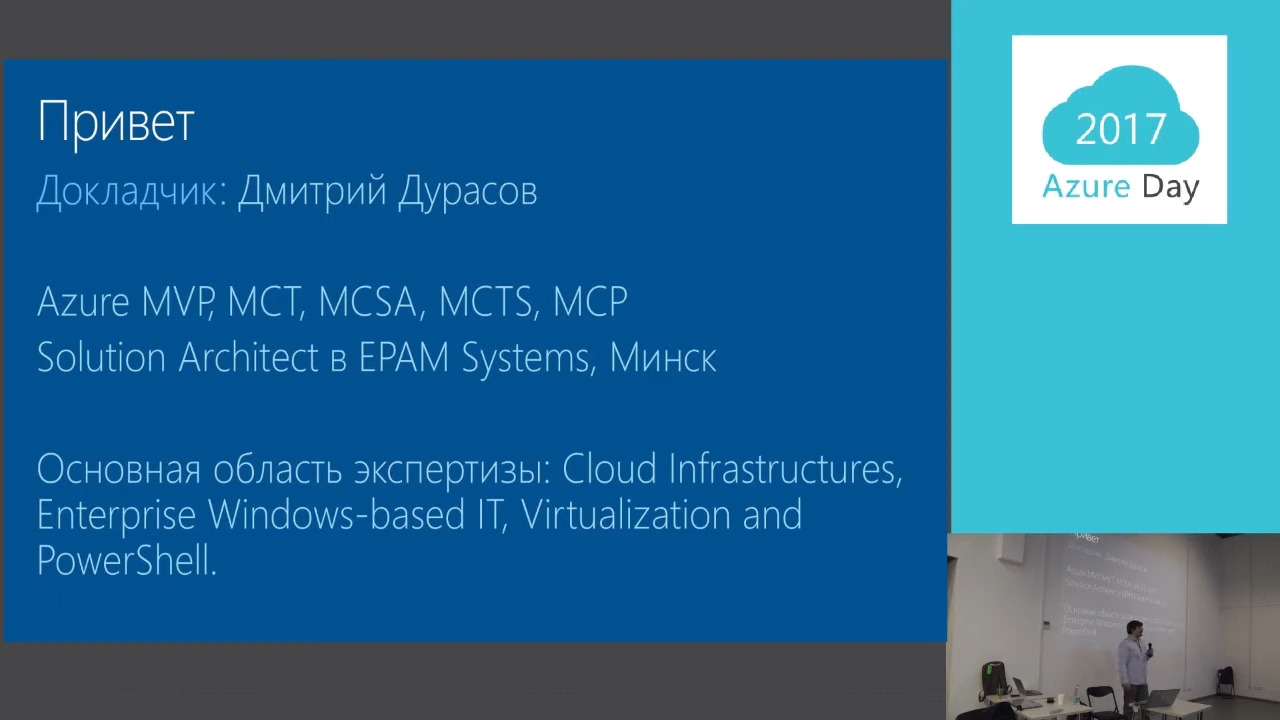 Привет
Докладчик: Дмитрий Дурасов
Azure MVP, MCT, MCSA, MCTS, MCP
Solution Architect в EPAM Systems, Минск
Основная область экспертизы: Cloud Infrastructures,
Enterprise Windows-based IT, Virtualization and
PowerShell.
2017
Azure Day